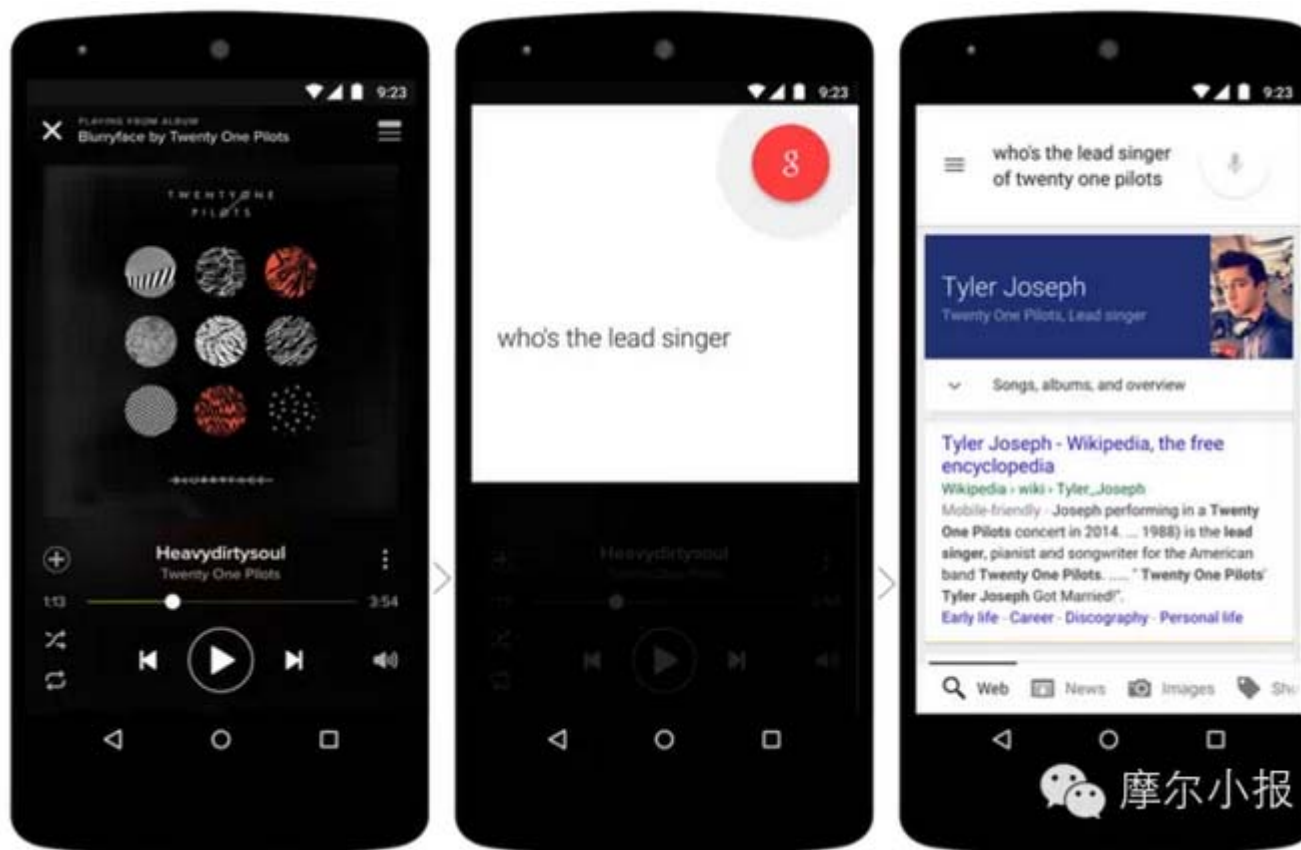 9:23
PLAYING FROM ALBUM
Blurryface by Twenty One Pilots
TWENTY ØNE
PILØTS
BLURRYFACE
Heavydirtysoul
Twenty One Pilots
1:13
3:54
9:23
8
who's the lead singer
Heavydirtysoul
9:23
who's the lead singer
of twenty one pilots
Tyler Joseph
Twenty One Pilots, Lead singer
Songs, albums, and overview
Tyler Joseph - Wikipedia, the free
encyclopedia
Wikipedia › wiki › Tyler_Joseph
Mobile-friendly - Joseph performing in a Twenty
One Pilots concert in 2014. ... 1988) is the lead
singer, pianist and songwriter for the American
band Twenty One Pilots. ..... " Twenty One Pilots'
Tyler Joseph Got Married!".
Early life - Career - Discography - Personal life
Web
News
Images
摩尔小报